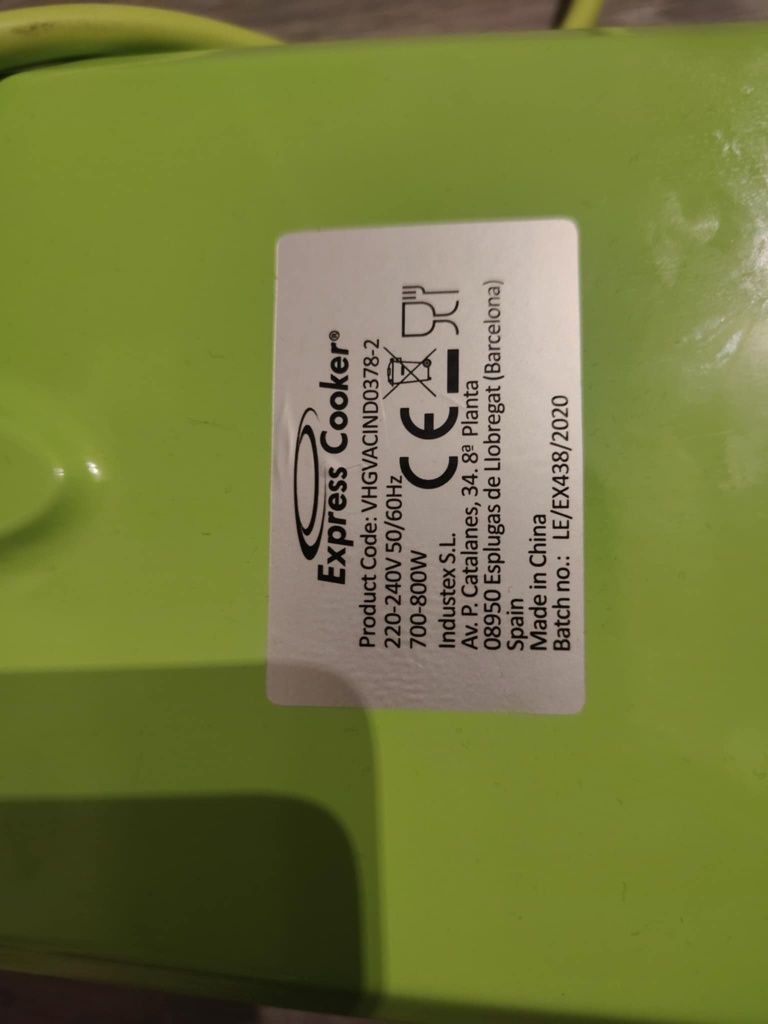 Express Cooker®
Product Code: VHGVACIND0378-2
220-240V 50/60Hz
700-800W
CE
Industex S.L.
Av. P. Catalanes, 34. 8ª Planta
08950 Esplugas de Llobregat (Barcelona)
Spain
Made in China
Batch no.: LE/EX438/2020